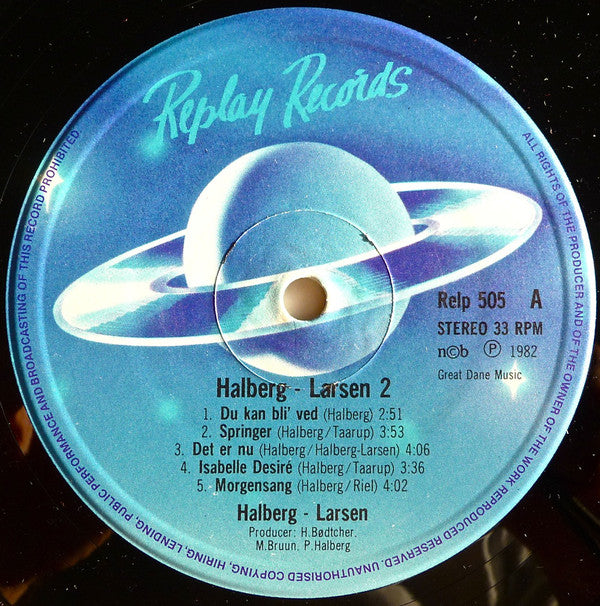 Replay Records
ALL RIGHTS OF THE PRODUCER AND OF THE OWNER OF THE WORK REPRODUCED RESERVED. UNAUTHORISED COPYING, HIRING, LENDING, PUBLIC PERFORMANCE AND BROADCASTING OF THIS RECORD PROHIBITED.
Relp 505 A
STEREO 33 RPM
n©b Ⓟ 1982
Great Dane Music
Halberg - Larsen 2
1. Du kan bli' ved (Halberg) 2:51
2. Springer (Halberg/Taarup) 3:53
3. Det er nu (Halberg/Halberg-Larsen) 4:06
4. Isabelle Desiré (Halberg/Taarup) 3:36
5. Morgensang (Halberg/Riel) 4:02
Halberg - Larsen
Producer: H.Bødtcher.
M.Bruun. P.Halberg